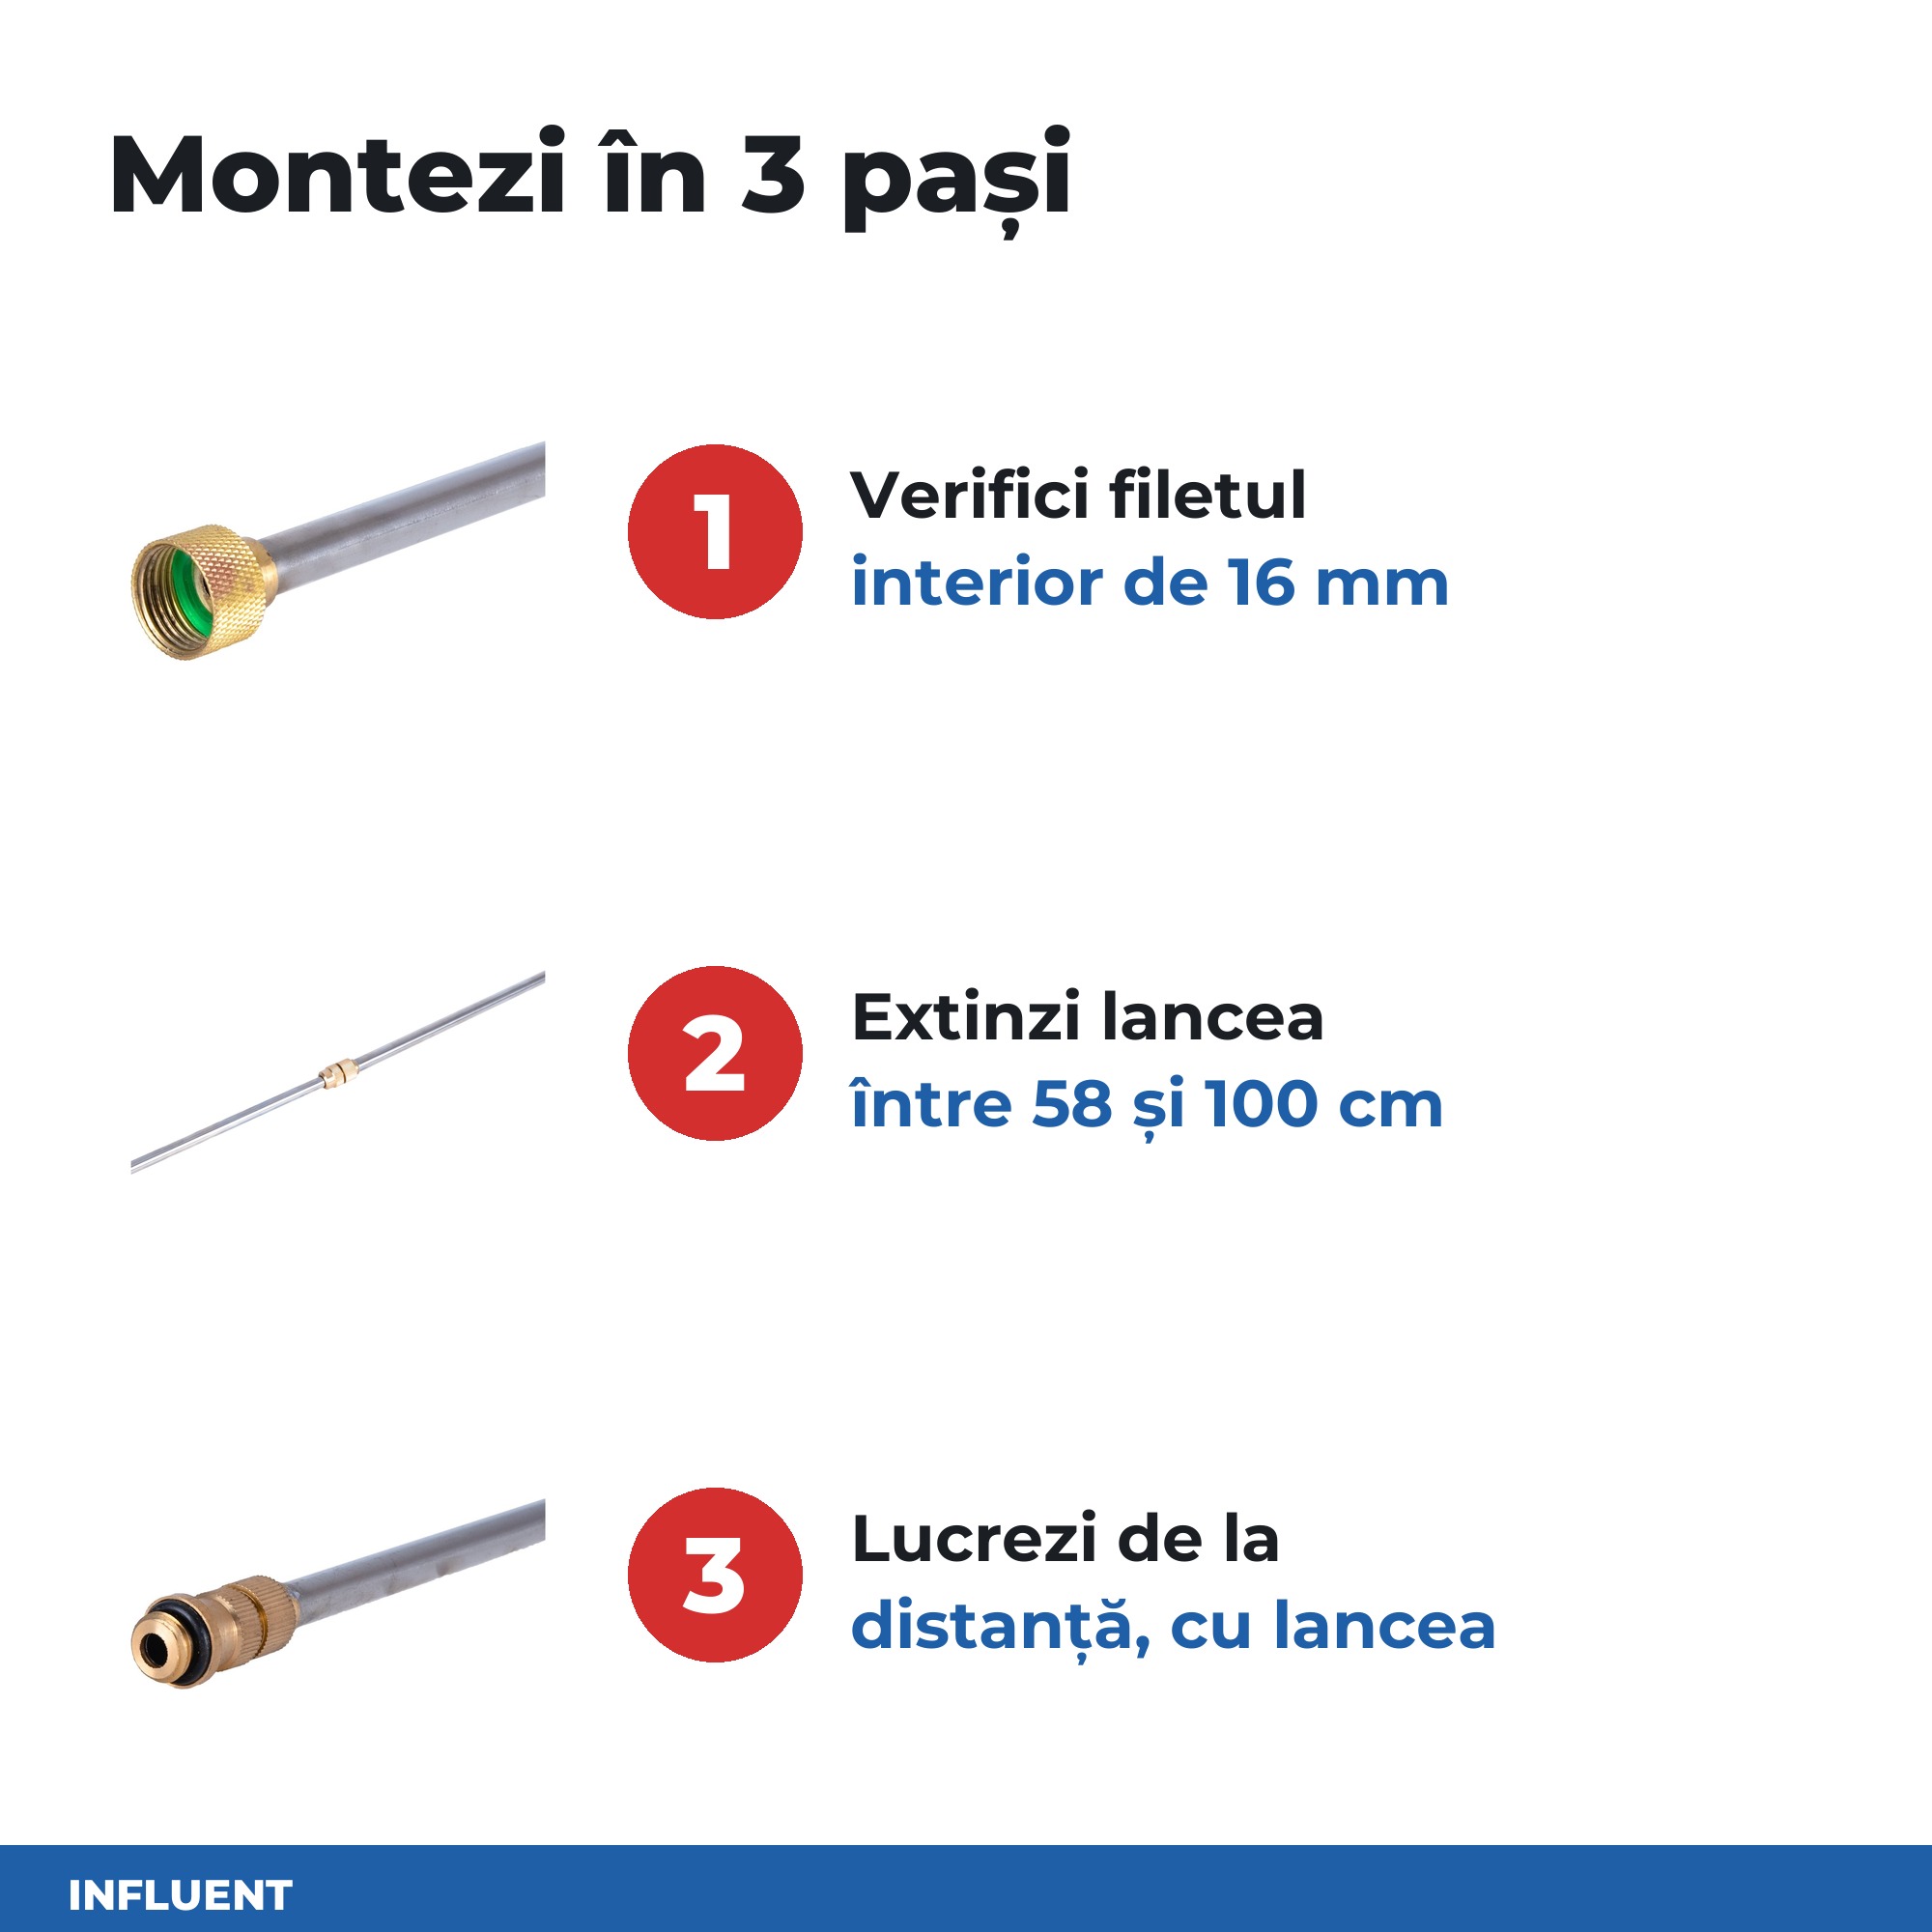 Montezi în 3 pași
1
Verifici filetul
interior de 16 mm
2
Extinzi lancea
între 58 și 100 cm
3
Lucrezi de la
distanță, cu lancea
INFLUENT